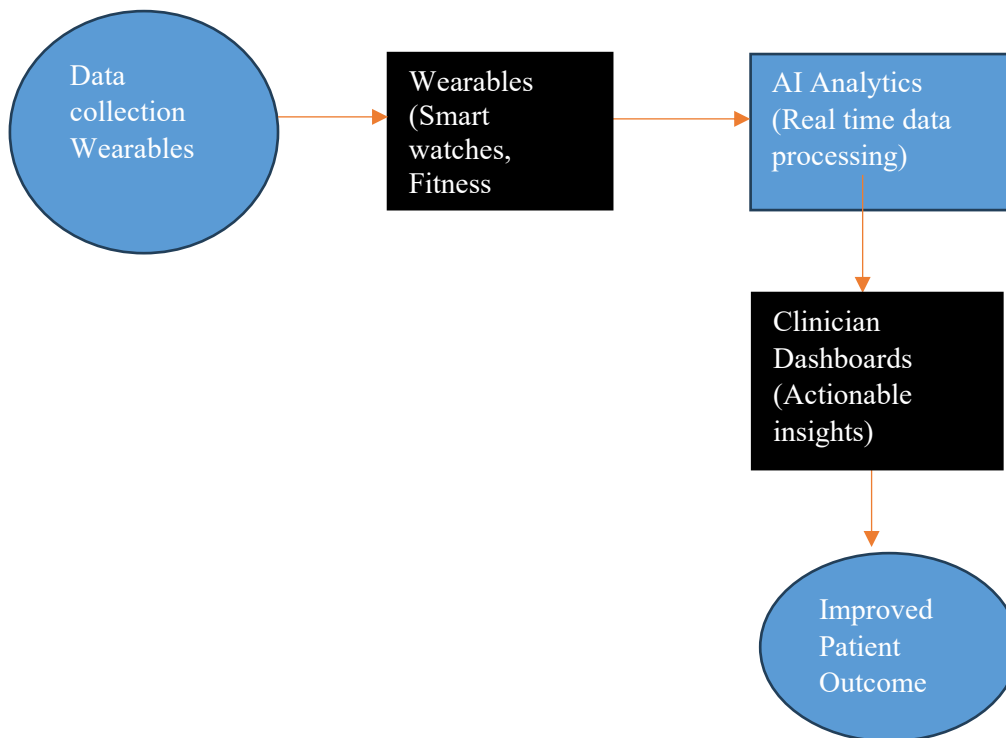 Data
collection
Wearables
Wearables
(Smart
watches,
Fitness
AI Analytics
(Real time data
processing)
Clinician
Dashboards
(Actionable
insights)
Improved
Patient
Outcome